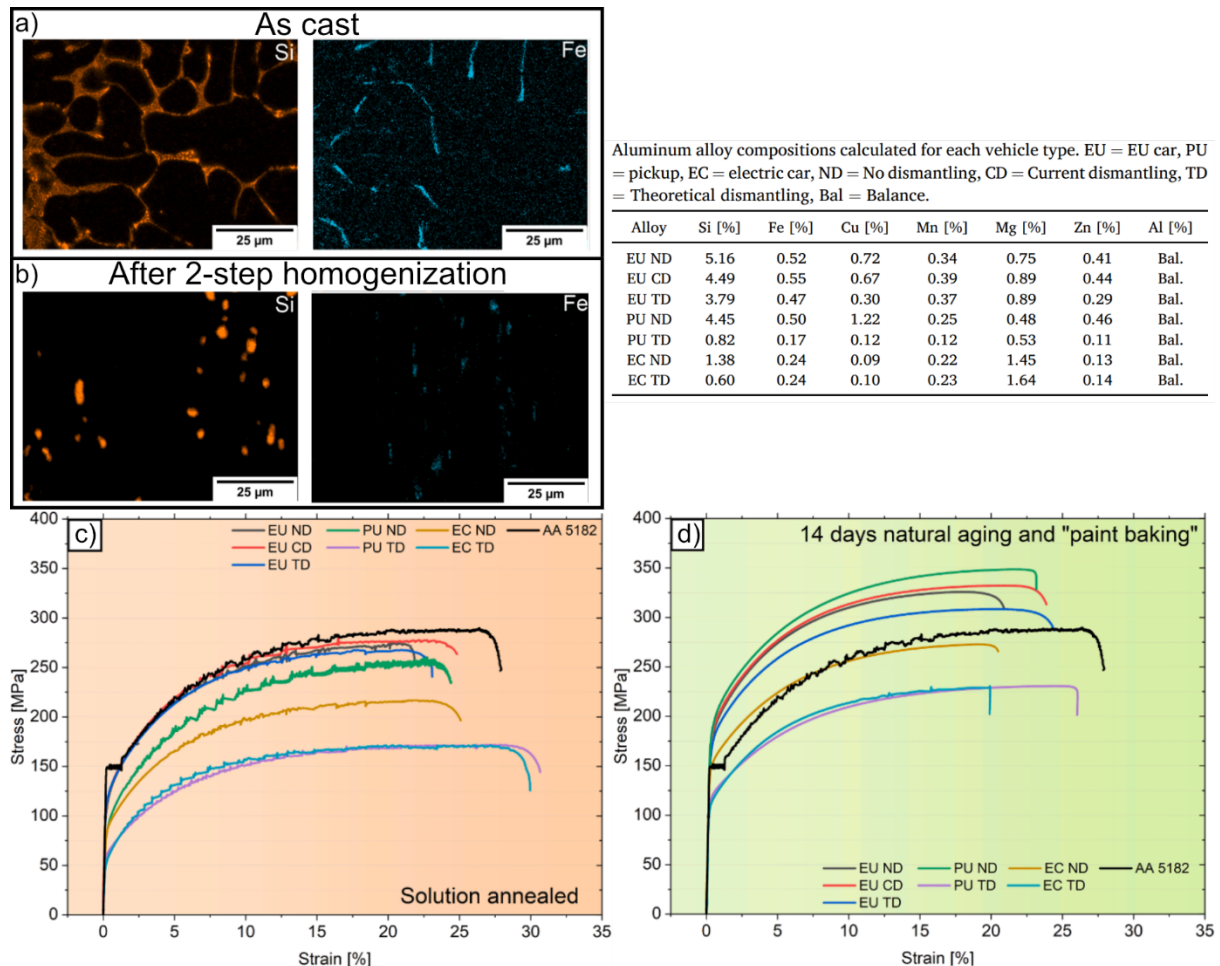 a)
As cast
Si
Fe
25 µm
25 µm
b)
After 2-step homogenization
Si
Fe
25 µm
25 µm
Aluminum alloy compositions calculated for each vehicle type. EU = EU car, PU
= pickup, EC = electric car, ND = No dismantling, CD = Current dismantling, TD
= Theoretical dismantling, Bal = Balance.
Alloy Si [%] Fe [%] Cu [%] Mn [%] Mg [%] Zn [%] Al [%]
EU ND 5.16 0.52 0.72 0.34 0.75 0.41 Bal.
EU CD 4.49 0.55 0.67 0.39 0.89 0.44 Bal.
EU TD 3.79 0.47 0.30 0.37 0.89 0.29 Bal.
PU ND 4.45 0.50 1.22 0.25 0.48 0.46 Bal.
PU TD 0.82 0.17 0.12 0.12 0.53 0.11 Bal.
EC ND 1.38 0.24 0.09 0.22 1.45 0.13 Bal.
EC TD 0.60 0.24 0.10 0.23 1.64 0.14 Bal.
c)
EU ND PU ND EC ND AA 5182
EU CD PU TD EC TD
EU TD
Solution annealed
Stress [MPa]
400
350
300
250
200
150
100
50
0
0 5 10 15 20 25 30 35
Strain [%]
d)
14 days natural aging and "paint baking"
EU ND PU ND EC ND AA 5182
EU CD PU TD EC TD
EU TD
Stress [MPa]
400
350
300
250
200
150
100
50
0
0 5 10 15 20 25 30 35
Strain [%]